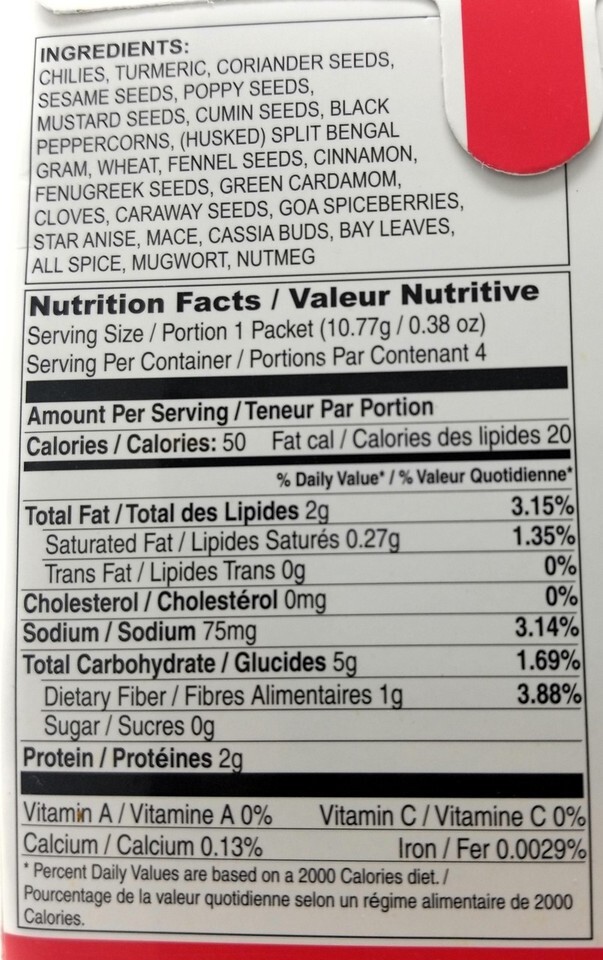 INGREDIENTS:
CHILIES, TURMERIC, CORIANDER SEEDS,
SESAME SEEDS, POPPY SEEDS,
MUSTARD SEEDS, CUMIN SEEDS, BLACK
PEPPERCORNS, (HUSKED) SPLIT BENGAL
GRAM, WHEAT, FENNEL SEEDS, CINNAMON,
FENUGREEK SEEDS, GREEN CARDAMOM,
CLOVES, CARAWAY SEEDS, GOA SPICEBERRIES,
STAR ANISE, MACE, CASSIA BUDS, BAY LEAVES,
ALL SPICE, MUGWORT, NUTMEG
Nutrition Facts / Valeur Nutritive
Serving Size / Portion 1 Packet (10.77g / 0.38 oz)
Serving Per Container / Portions Par Contenant 4
Amount Per Serving / Teneur Par Portion
Calories / Calories: 50 Fat cal / Calories des lipides 20
% Daily Value* / % Valeur Quotidienne*
Total Fat / Total des Lipides 2g 3.15%
Saturated Fat / Lipides Saturés 0.27g 1.35%
Trans Fat / Lipides Trans 0g 0%
Cholesterol / Cholestérol 0mg 0%
Sodium / Sodium 75mg 3.14%
Total Carbohydrate / Glucides 5g 1.69%
Dietary Fiber / Fibres Alimentaires 1g 3.88%
Sugar / Sucres 0g
Protein / Protéines 2g
Vitamin A / Vitamine A 0% Vitamin C / Vitamine C 0%
Calcium / Calcium 0.13% Iron / Fer 0.0029%
* Percent Daily Values are based on a 2000 Calories diet. /
Pourcentage de la valeur quotidienne selon un régime alimentaire de 2000
Calories.